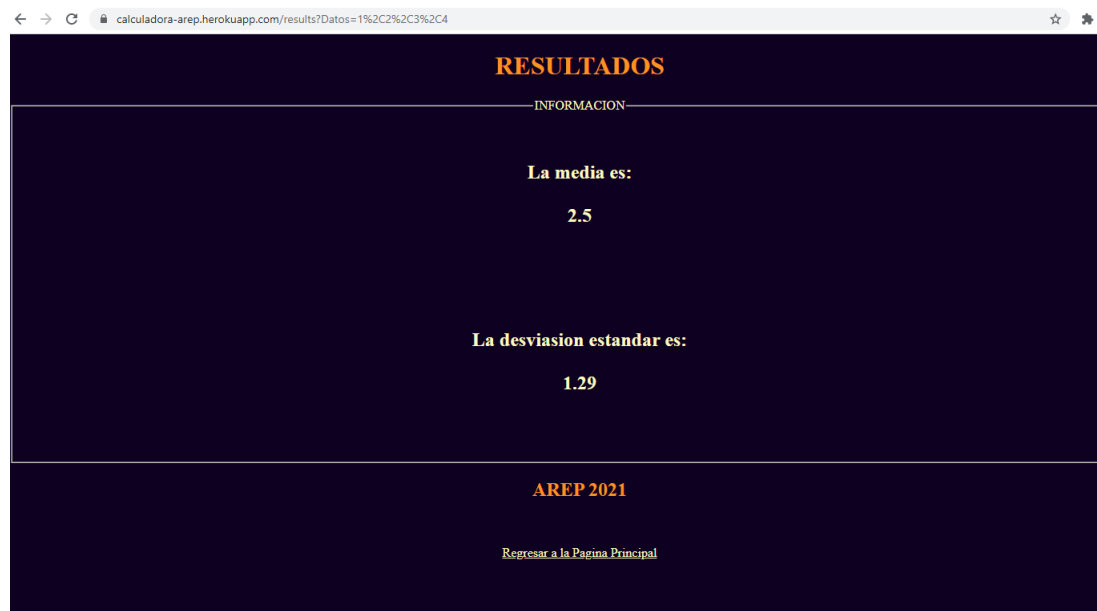 calculadora-arep.herokuapp.com/results?Datos=1%2C2%2C3%2C4
RESULTADOS
INFORMACION
La media es:
2.5
La desviasion estandar es:
1.29
AREP 2021
Regresar a la Pagina Principal